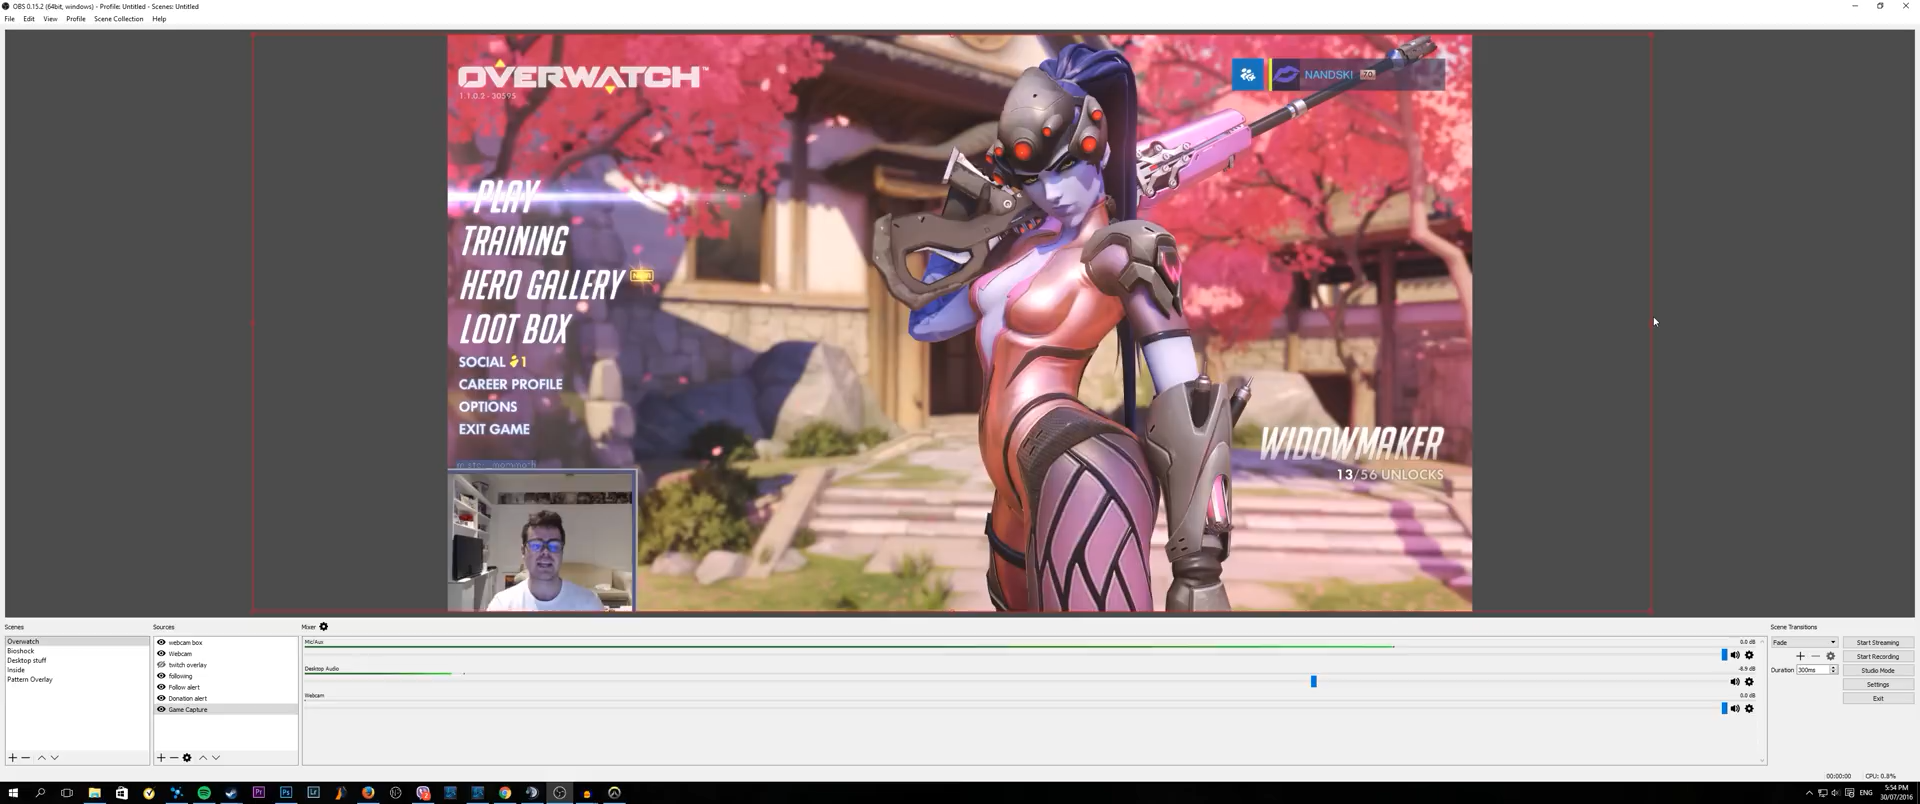 OBS 0.15.2 (64bit, windows) - Profile: Untitled - Scenes: Untitled
File Edit View Profile Scene Collection Help
OVERWATCH™
1.1.0.2 - 30595
NANDSKI 70
PLAY
TRAINING
HERO GALLERY
LOOT BOX
SOCIAL 1
CAREER PROFILE
OPTIONS
EXIT GAME
WIDOWMAKER
13/56 UNLOCKS
Scenes
Overwatch
Bioshock
Desktop stuff
Inside
Pattern Overlay
Sources
webcam box
Webcam
twitch overlay
following
Follow alert
Donation alert
Game Capture
Mixer
Mic/Aux 0.0 dB
Desktop Audio -8.9 dB
Webcam 0.0 dB
Scene Transitions
Fade
Duration 300ms
Start Streaming
Start Recording
Studio Mode
Settings
Exit
00:00:00 CPU: 0.8%
ENG
5:54 PM
30/07/2016